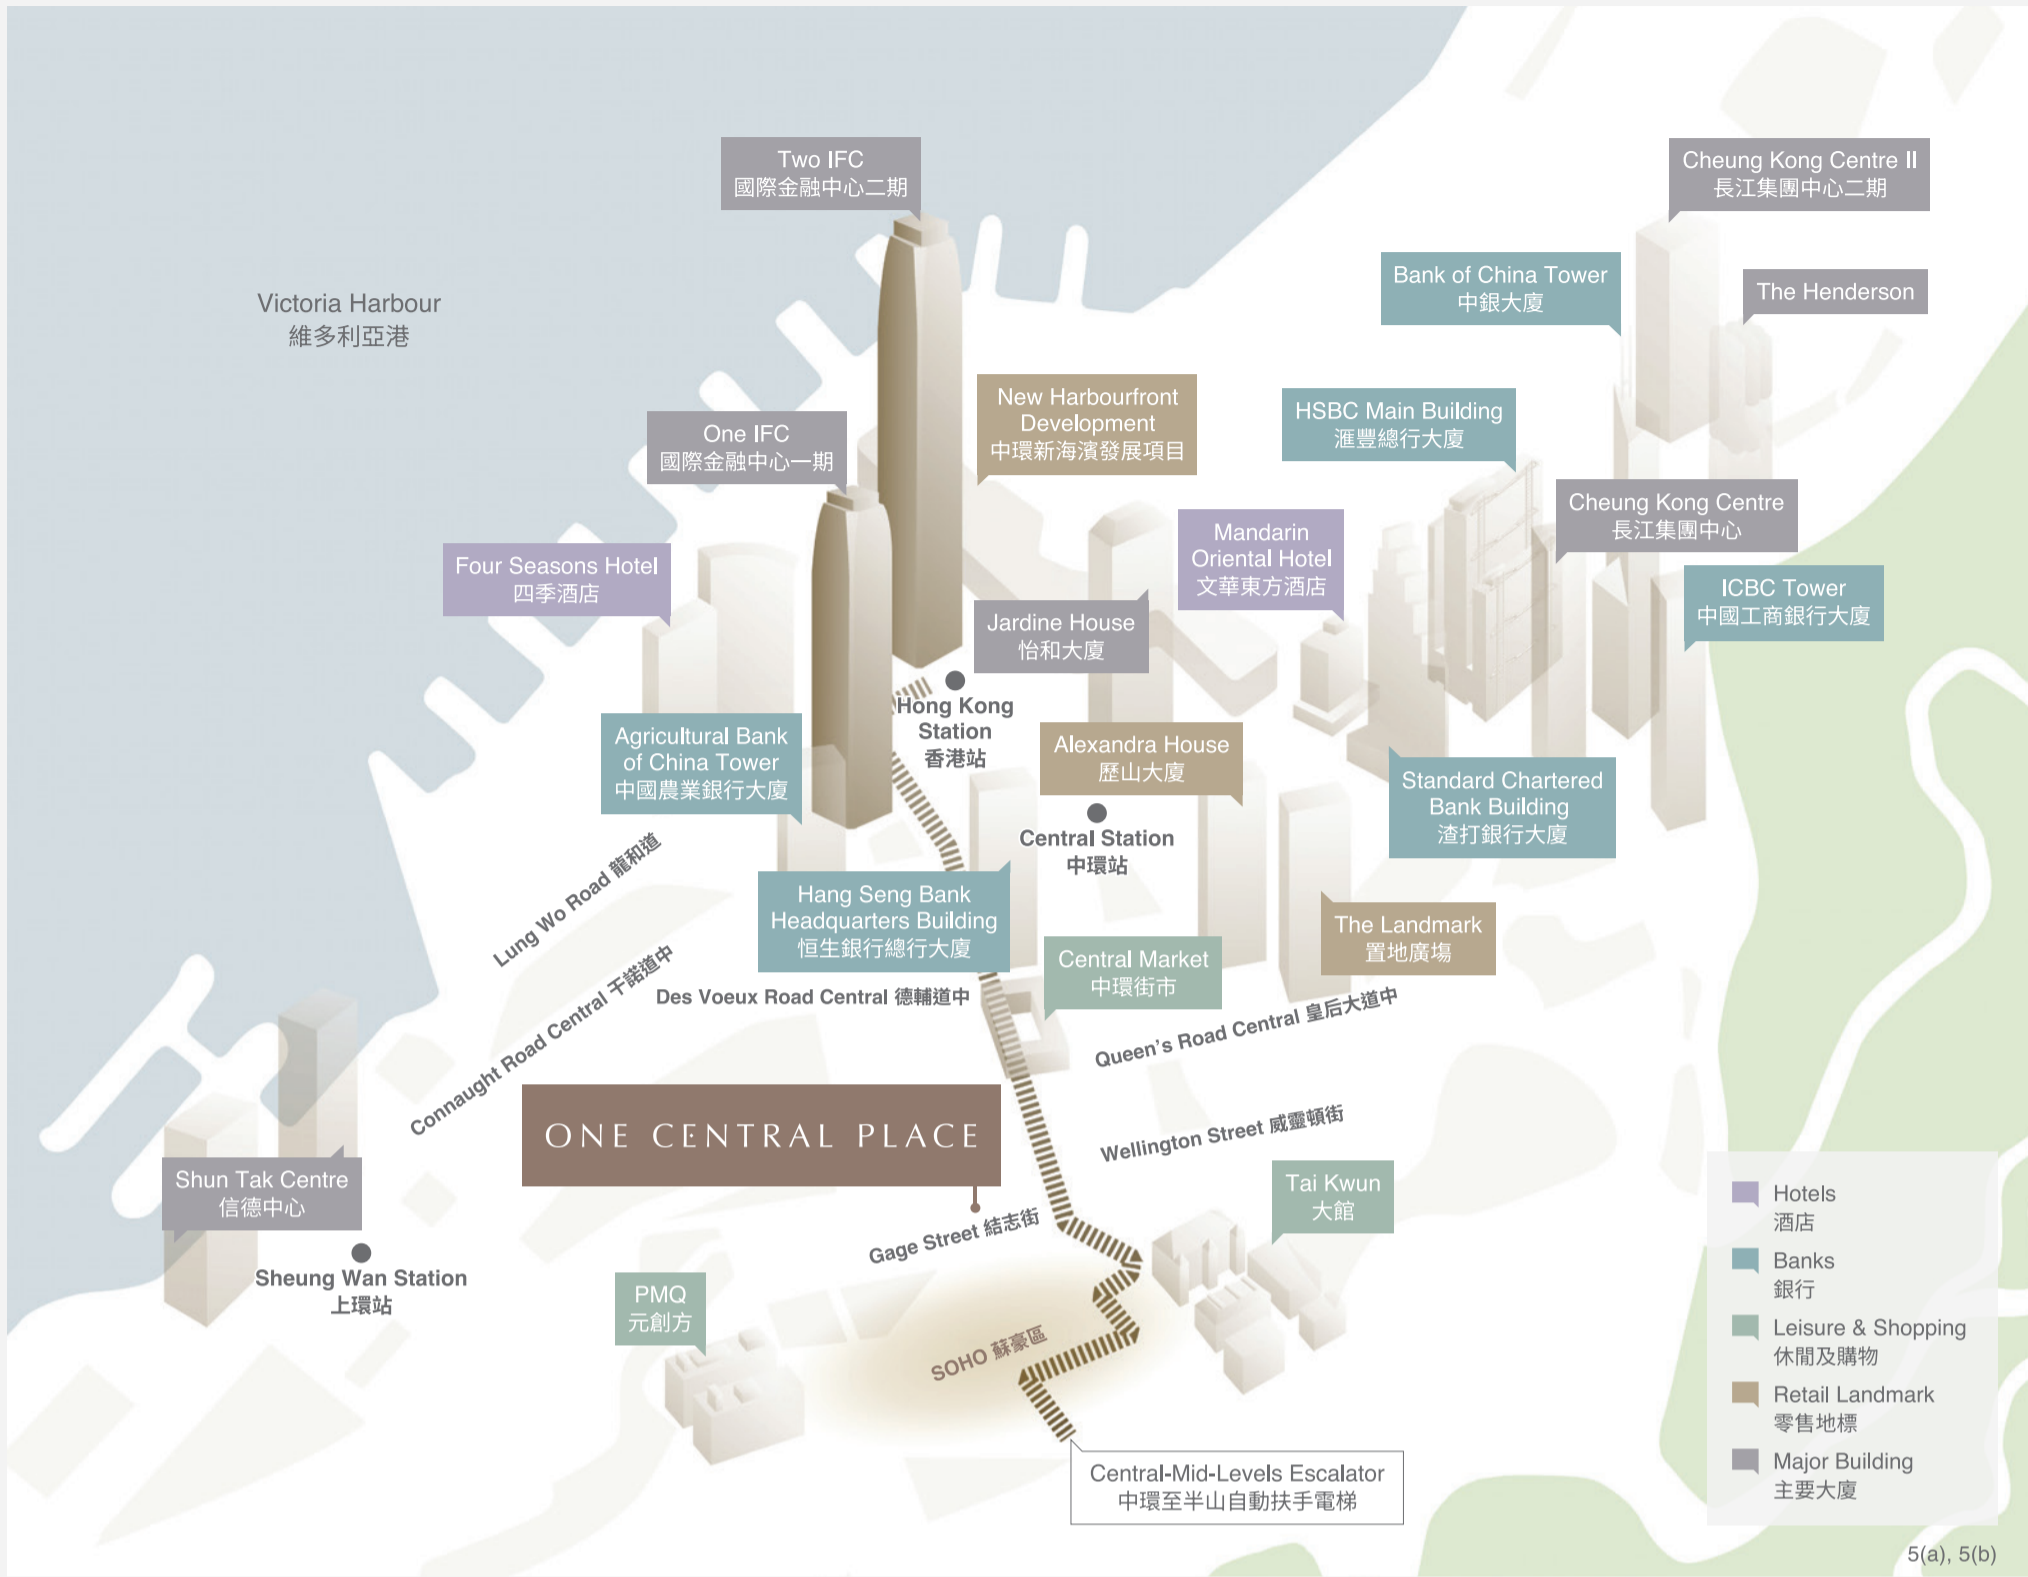 Two IFC
國際金融中心二期
Cheung Kong Centre II
長江集團中心二期
Bank of China Tower
中銀大廈
The Henderson
Victoria Harbour
維多利亞港
New Harbourfront
Development
中環新海濱發展項目
HSBC Main Building
滙豐總行大廈
One IFC
國際金融中心一期
Cheung Kong Centre
長江集團中心
Mandarin
Oriental Hotel
文華東方酒店
Four Seasons Hotel
四季酒店
ICBC Tower
中國工商銀行大廈
Jardine House
怡和大廈
Hong Kong
Station
香港站
Agricultural Bank
of China Tower
中國農業銀行大廈
Alexandra House
歷山大廈
Standard Chartered
Bank Building
渣打銀行大廈
Central Station
中環站
Lung Wo Road 龍和道
Hang Seng Bank
Headquarters Building
恒生銀行總行大廈
The Landmark
置地廣場
Central Market
中環街市
Connaught Road Central 干諾道中
Des Voeux Road Central 德輔道中
Queen's Road Central 皇后大道中
ONE CENTRAL PLACE
Wellington Street 威靈頓街
Shun Tak Centre
信德中心
Tai Kwun
大館
Gage Street 結志街
Sheung Wan Station
上環站
PMQ
元創方
SOHO 蘇豪區
Central-Mid-Levels Escalator
中環至半山自動扶手電梯
Hotels
酒店
Banks
銀行
Leisure & Shopping
休閒及購物
Retail Landmark
零售地標
Major Building
主要大廈
5(a), 5(b)